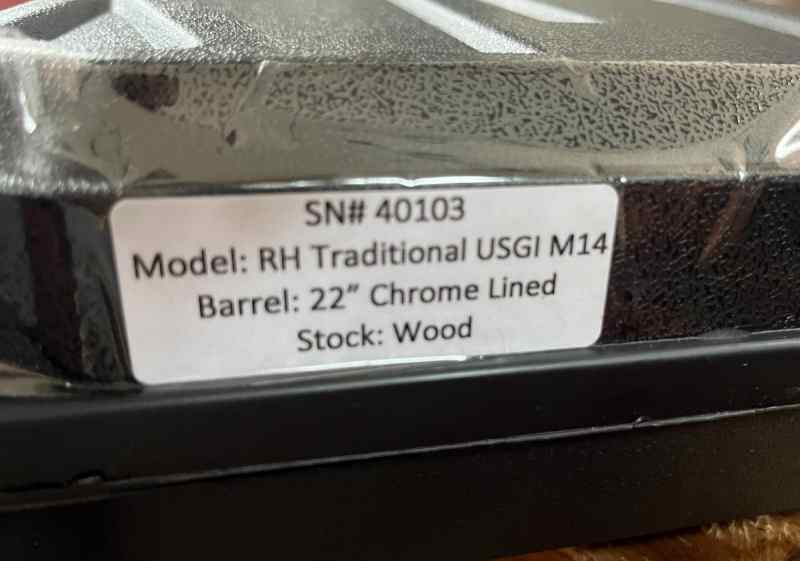 SN# 40103
Model: RH Traditional USGI M14
Barrel: 22" Chrome Lined
Stock: Wood